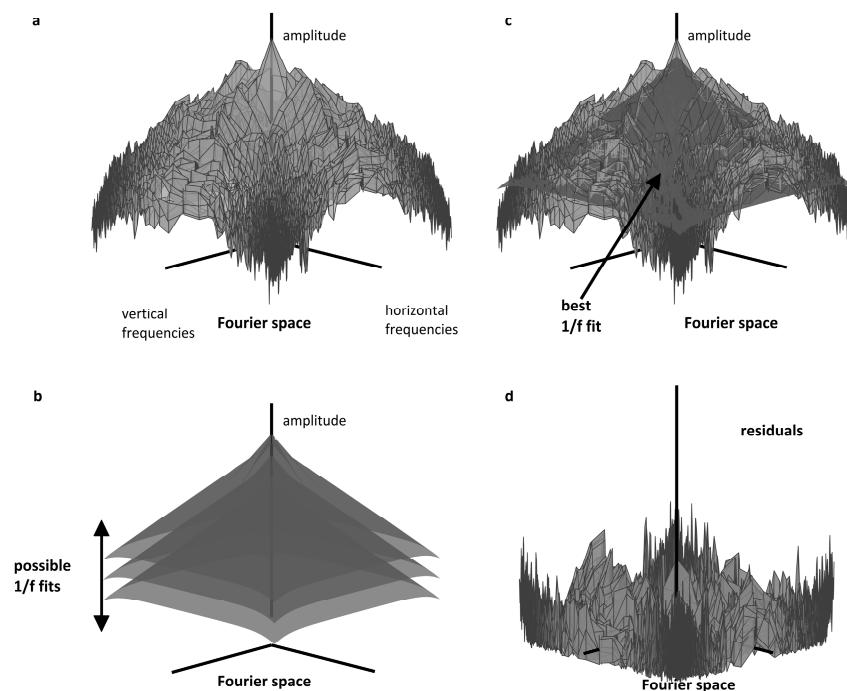 a
amplitude
vertical
frequencies
Fourier space
horizontal
frequencies
c
amplitude
best
1/f fit
Fourier space
b
amplitude
possible
1/f fits
Fourier space
d
residuals
Fourier space